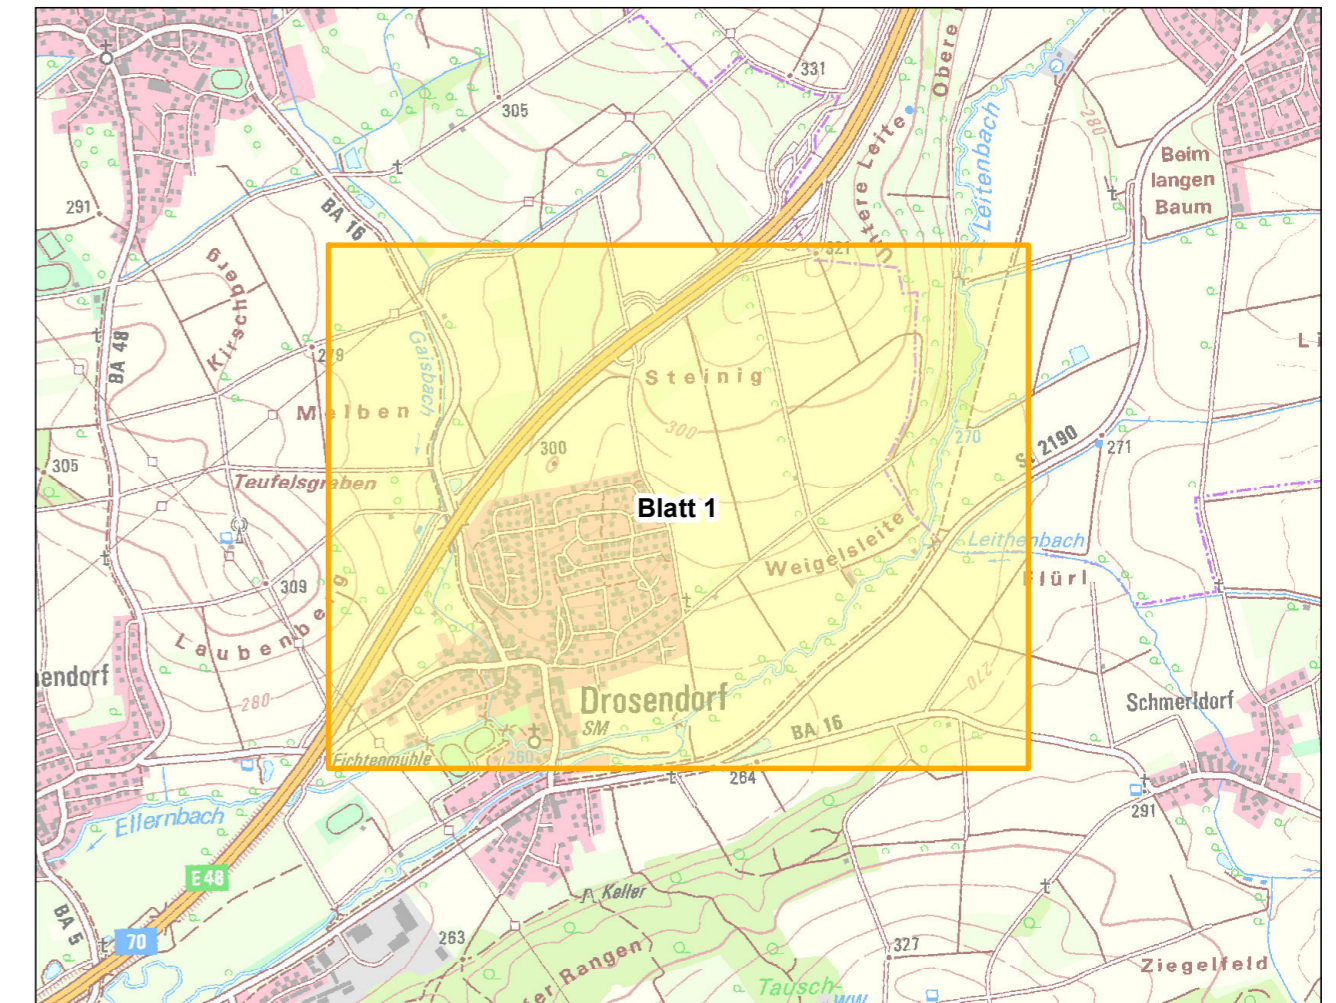 331
305
Obere
Untere Leite
Leitenbach
280
Beim
langen
Baum
291
BA 16
Kirschberg
321
BA 48
279
Gaisbach
Steinig
Melben
300
300
270
St 2190
271
305
Teufelsgraben
Blatt 1
Weigelsleite
Leithenbach
Flürl
309
Laubenberg
280
endorf
Drosendorf
SM
270
Schmerldorf
BA 16
Fichtenmühle
260
264
291
Ellernbach
E 48
Keller
BA 5
70
263
327
Rangen
Ziegelfeld
Tausch-
WW